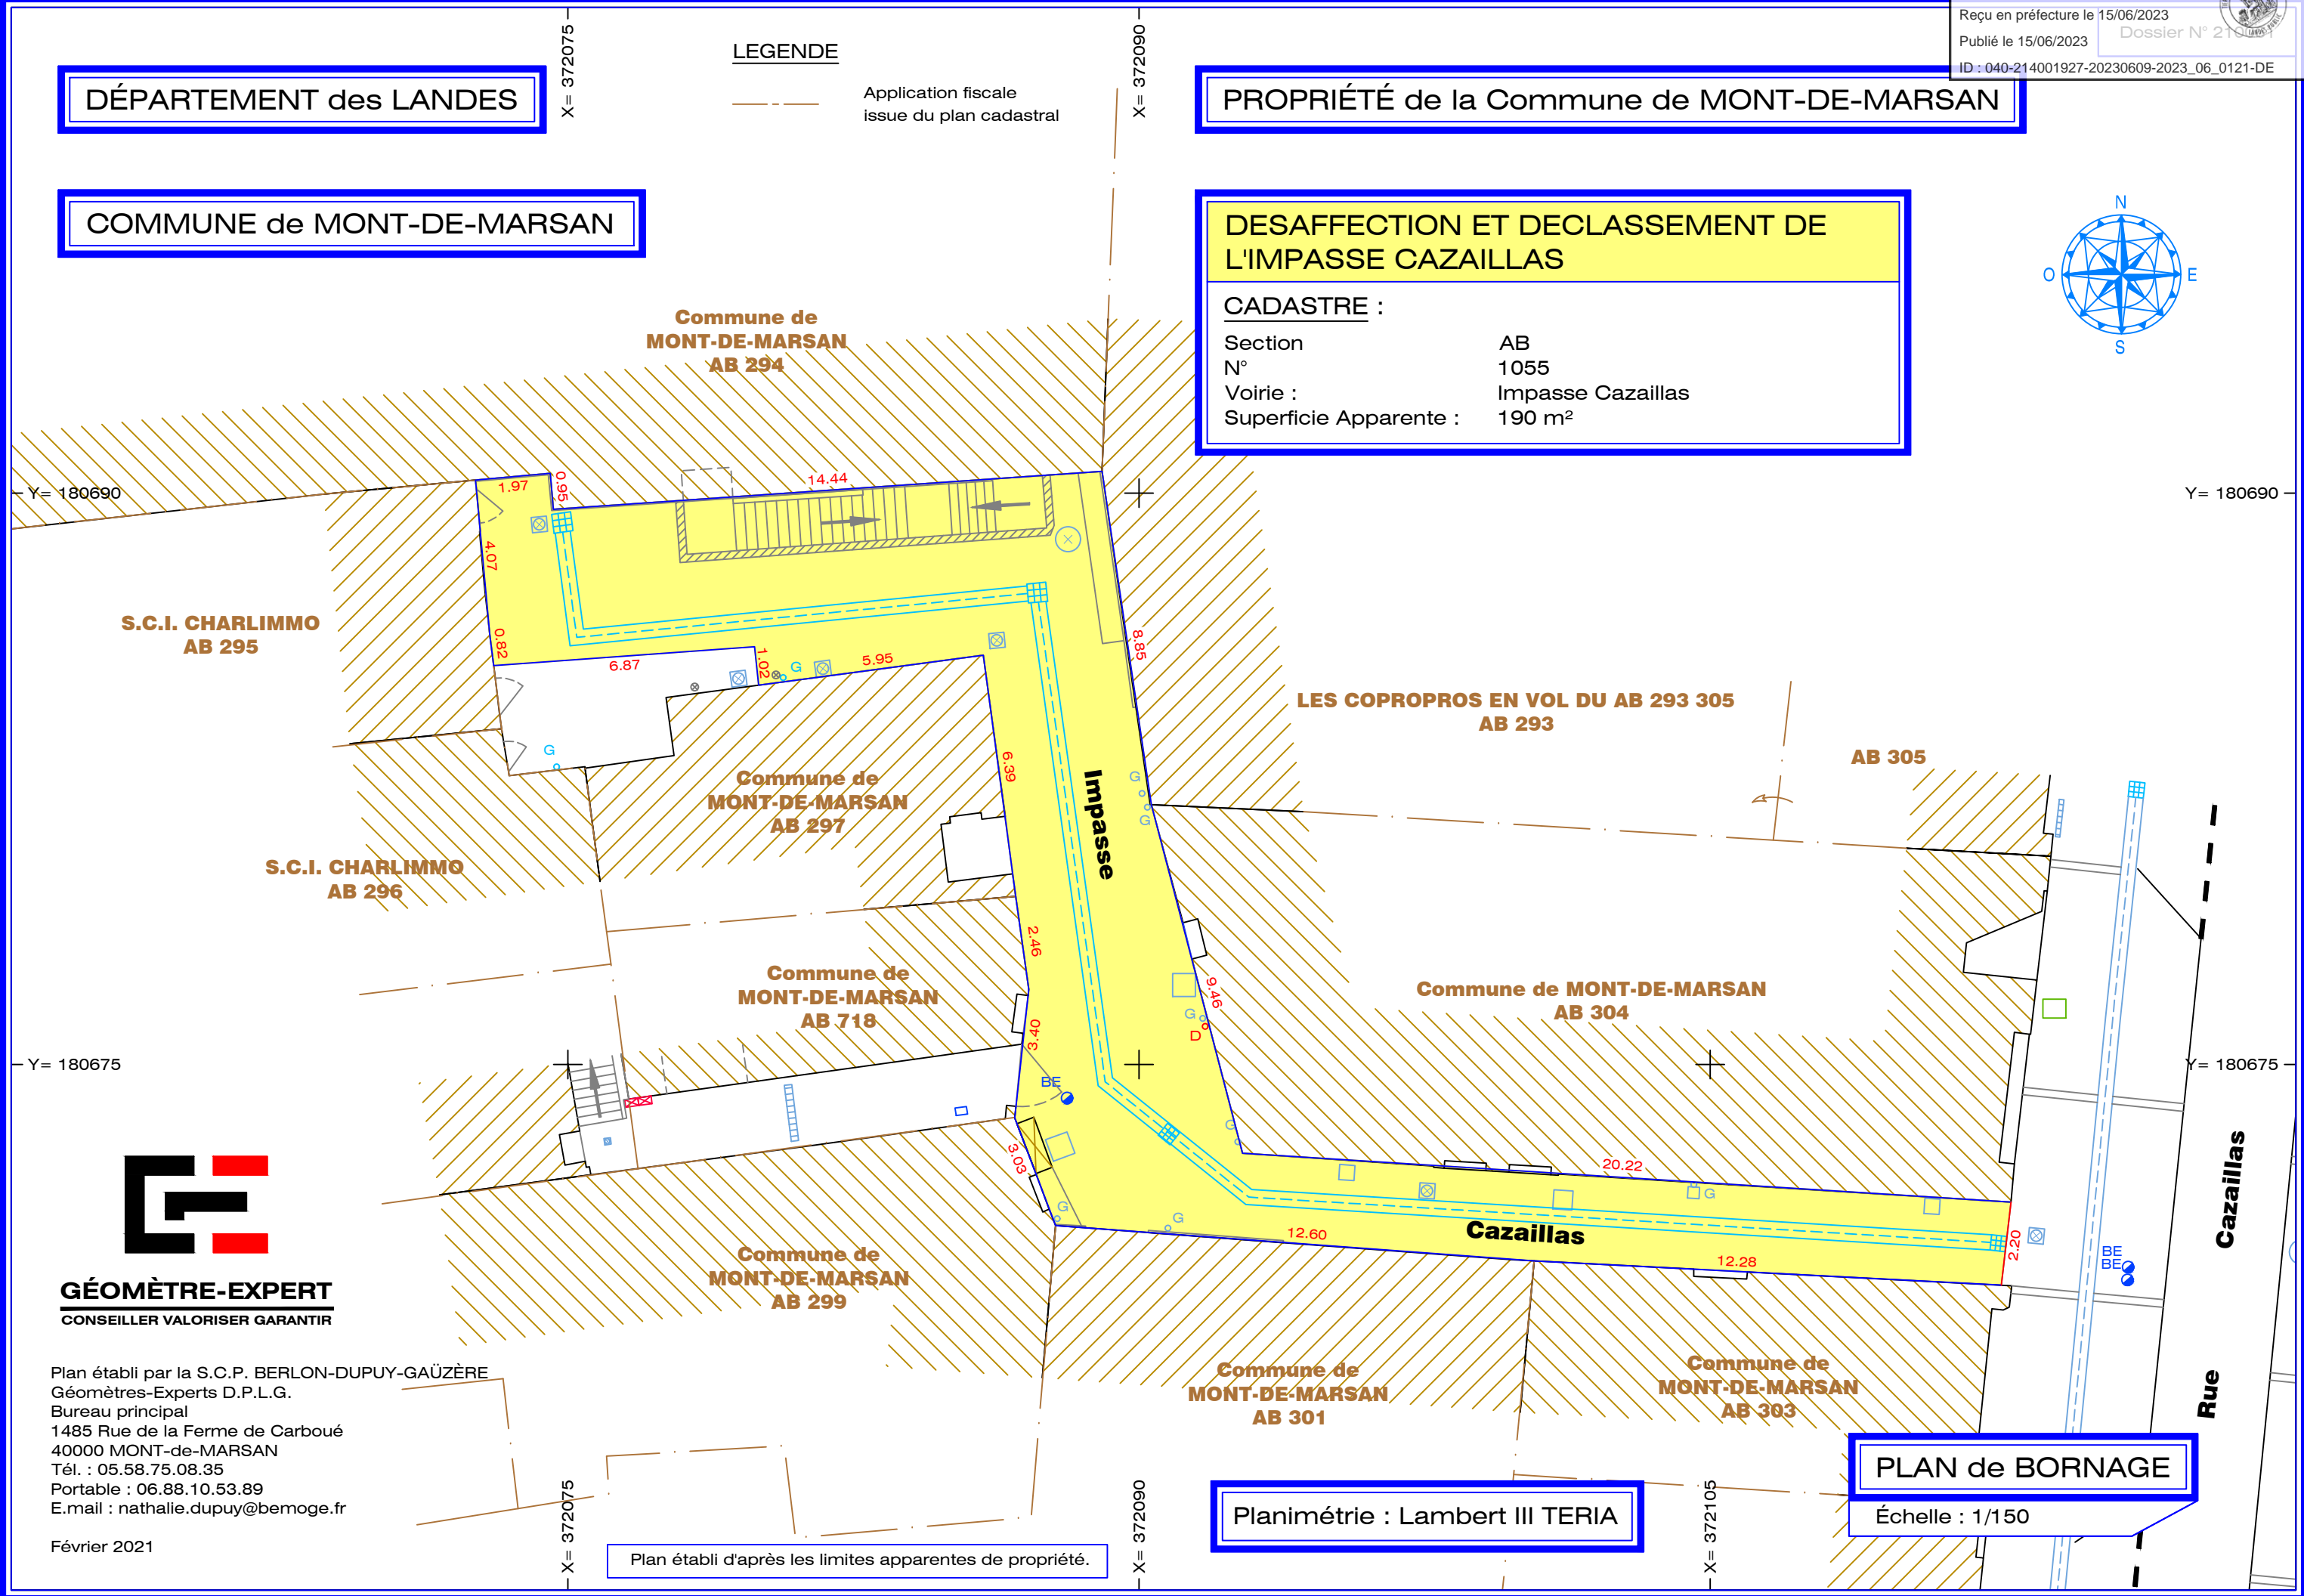 Reçu en préfecture le 15/06/2023
Publié le 15/06/2023
Dossier N°
ID : 040-214001927-20230609-2023_06_0121-DE
DÉPARTEMENT des LANDES
COMMUNE de MONT-DE-MARSAN
X= 372075
LEGENDE
Application fiscale
issue du plan cadastral
X= 372090
PROPRIÉTÉ de la Commune de MONT-DE-MARSAN
DESAFFECTION ET DECLASSEMENT DE
L'IMPASSE CAZAILLAS
CADASTRE :
Section AB
N° 1055
Voirie : Impasse Cazaillas
Superficie Apparente : 190 m²
N
O
E
S
Commune de
MONT-DE-MARSAN
AB 294
Y= 180690
Y= 180690
1.97
0.95
14.44
4.07
0.82
6.87
1.02
G
5.95
8.85
S.C.I. CHARLIMMO
AB 295
G
6.39
Impasse
G
G
LES COPROPROS EN VOL DU AB 293 305
AB 293
AB 305
Commune de
MONT-DE-MARSAN
AB 297
S.C.I. CHARLIMMO
AB 296
2.46
Commune de
MONT-DE-MARSAN
AB 718
3.40
9.46
G
D
Commune de MONT-DE-MARSAN
AB 304
Y= 180675
Y= 180675
BE
G
3.03
G
G
20.22
G
12.60
Cazaillas
12.28
2.20
BE
BE
Cazaillas
Rue
Commune de
MONT-DE-MARSAN
AB 299
Commune de
MONT-DE-MARSAN
AB 301
Commune de
MONT-DE-MARSAN
AB 303
GÉOMÈTRE-EXPERT
CONSEILLER VALORISER GARANTIR
Plan établi par la S.C.P. BERLON-DUPUY-GAÜZÈRE
Géomètres-Experts D.P.L.G.
Bureau principal
1485 Rue de la Ferme de Carboué
40000 MONT-de-MARSAN
Tél. : 05.58.75.08.35
Portable : 06.88.10.53.89
E.mail : nathalie.dupuy@bemoge.fr
Février 2021
X= 372075
Plan établi d'après les limites apparentes de propriété.
X= 372090
Planimétrie : Lambert III TERIA
X= 372105
PLAN de BORNAGE
Échelle : 1/150